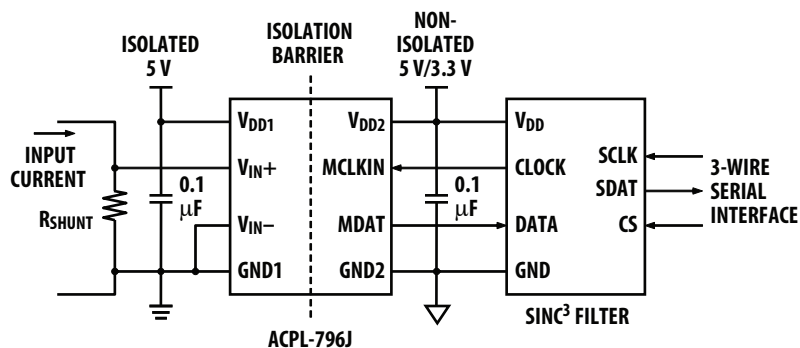 ISOLATED
5 V
ISOLATION
BARRIER
NON-
ISOLATED
5 V/3.3 V
INPUT
CURRENT
RSHUNT
0.1
μF
VDD1
VIN+
VIN–
GND1
VDD2
MCLKIN
MDAT
GND2
ACPL-796J
0.1
μF
VDD
CLOCK
DATA
GND
SCLK
SDAT
CS
SINC³ FILTER
3-WIRE
SERIAL
INTERFACE